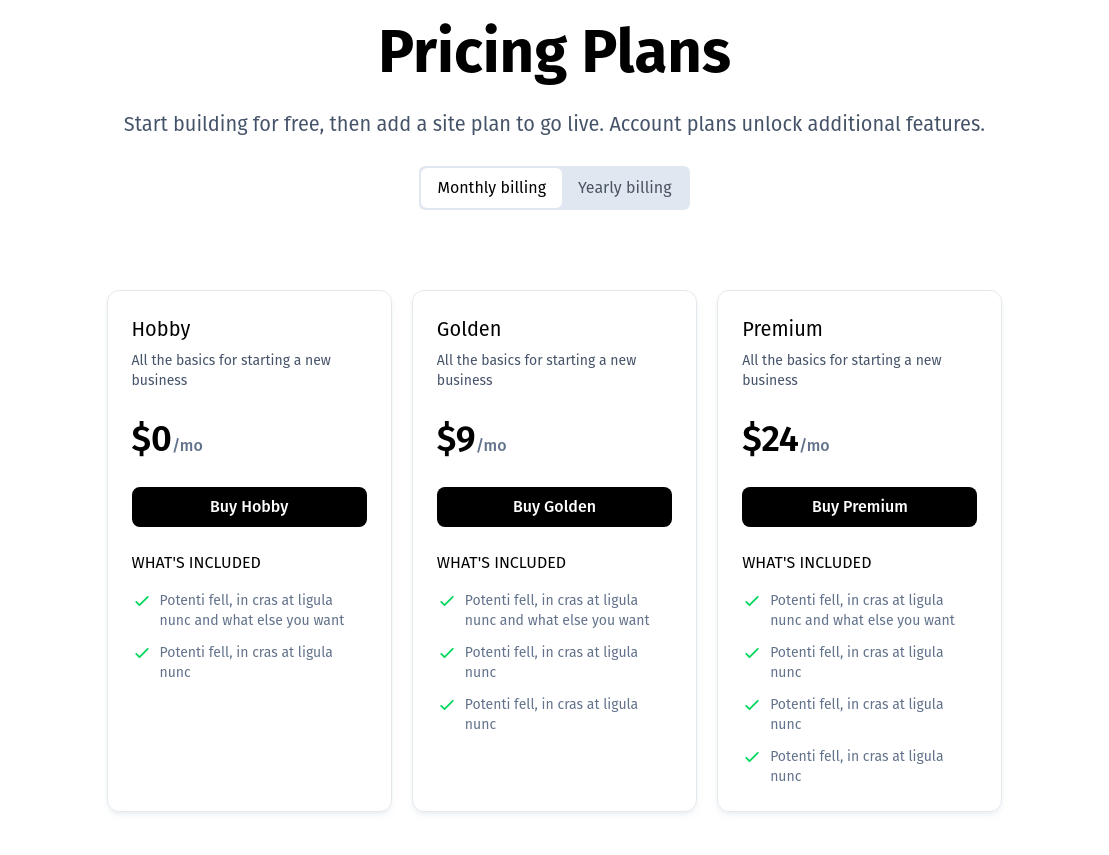 Pricing Plans
Start building for free, then add a site plan to go live. Account plans unlock additional features.
Monthly billing
Yearly billing
Hobby
All the basics for starting a new
business
$0/mo
Buy Hobby
WHAT'S INCLUDED
Potenti fell, in cras at ligula
nunc and what else you want
Potenti fell, in cras at ligula
nunc
Golden
All the basics for starting a new
business
$9/mo
Buy Golden
WHAT'S INCLUDED
Potenti fell, in cras at ligula
nunc and what else you want
Potenti fell, in cras at ligula
nunc
Potenti fell, in cras at ligula
nunc
Premium
All the basics for starting a new
business
$24/mo
Buy Premium
WHAT'S INCLUDED
Potenti fell, in cras at ligula
nunc and what else you want
Potenti fell, in cras at ligula
nunc
Potenti fell, in cras at ligula
nunc
Potenti fell, in cras at ligula
nunc